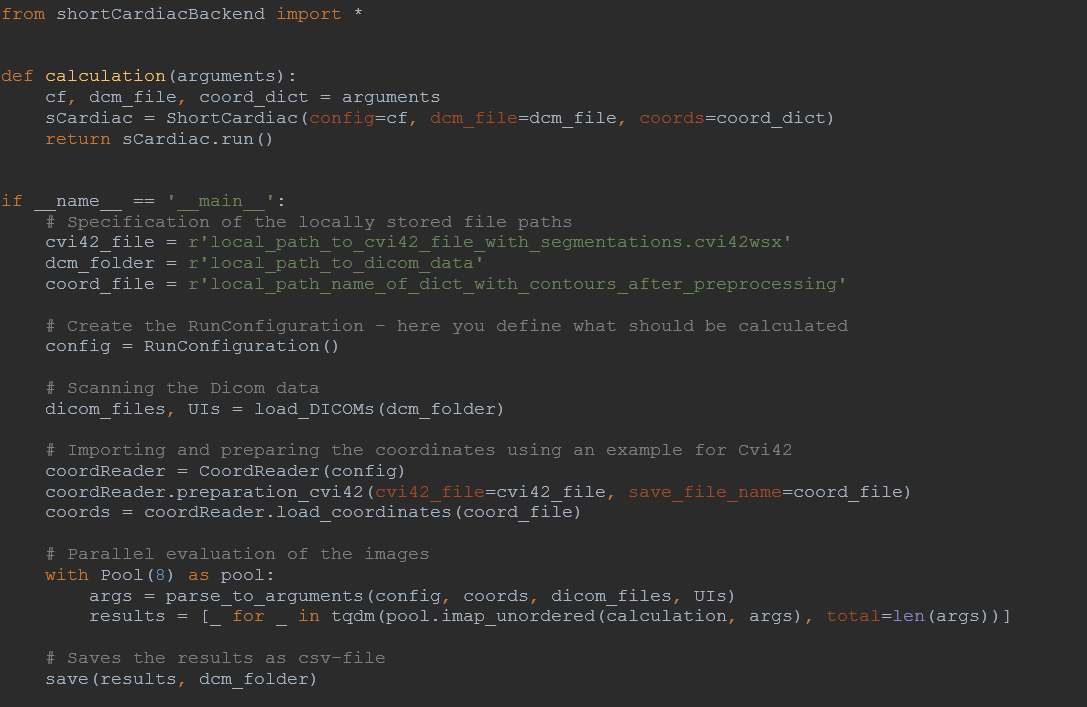 from shortCardiacBackend import *
def calculation(arguments):
    cf, dcm_file, coord_dict = arguments
    sCardiac = ShortCardiac(config=cf, dcm_file=dcm_file, coords=coord_dict)
    return sCardiac.run()
if __name__ == '__main__':
    # Specification of the locally stored file paths
    cvi42_file = r'local_path_to_cvi42_file_with_segmentations.cvi42wsx'
    dcm_folder = r'local_path_to_dicom_data'
    coord_file = r'local_path_name_of_dict_with_contours_after_preprocessing'
    # Create the RunConfiguration - here you define what should be calculated
    config = RunConfiguration()
    # Scanning the Dicom data
    dicom_files, UIs = load_DICOMs(dcm_folder)
    # Importing and preparing the coordinates using an example for Cvi42
    coordReader = CoordReader(config)
    coordReader.preparation_cvi42(cvi42_file=cvi42_file, save_file_name=coord_file)
    coords = coordReader.load_coordinates(coord_file)
    # Parallel evaluation of the images
    with Pool(8) as pool:
        args = parse_to_arguments(config, coords, dicom_files, UIs)
        results = [_ for _ in tqdm(pool.imap_unordered(calculation, args), total=len(args))]
    # Saves the results as csv-file
    save(results, dcm_folder)